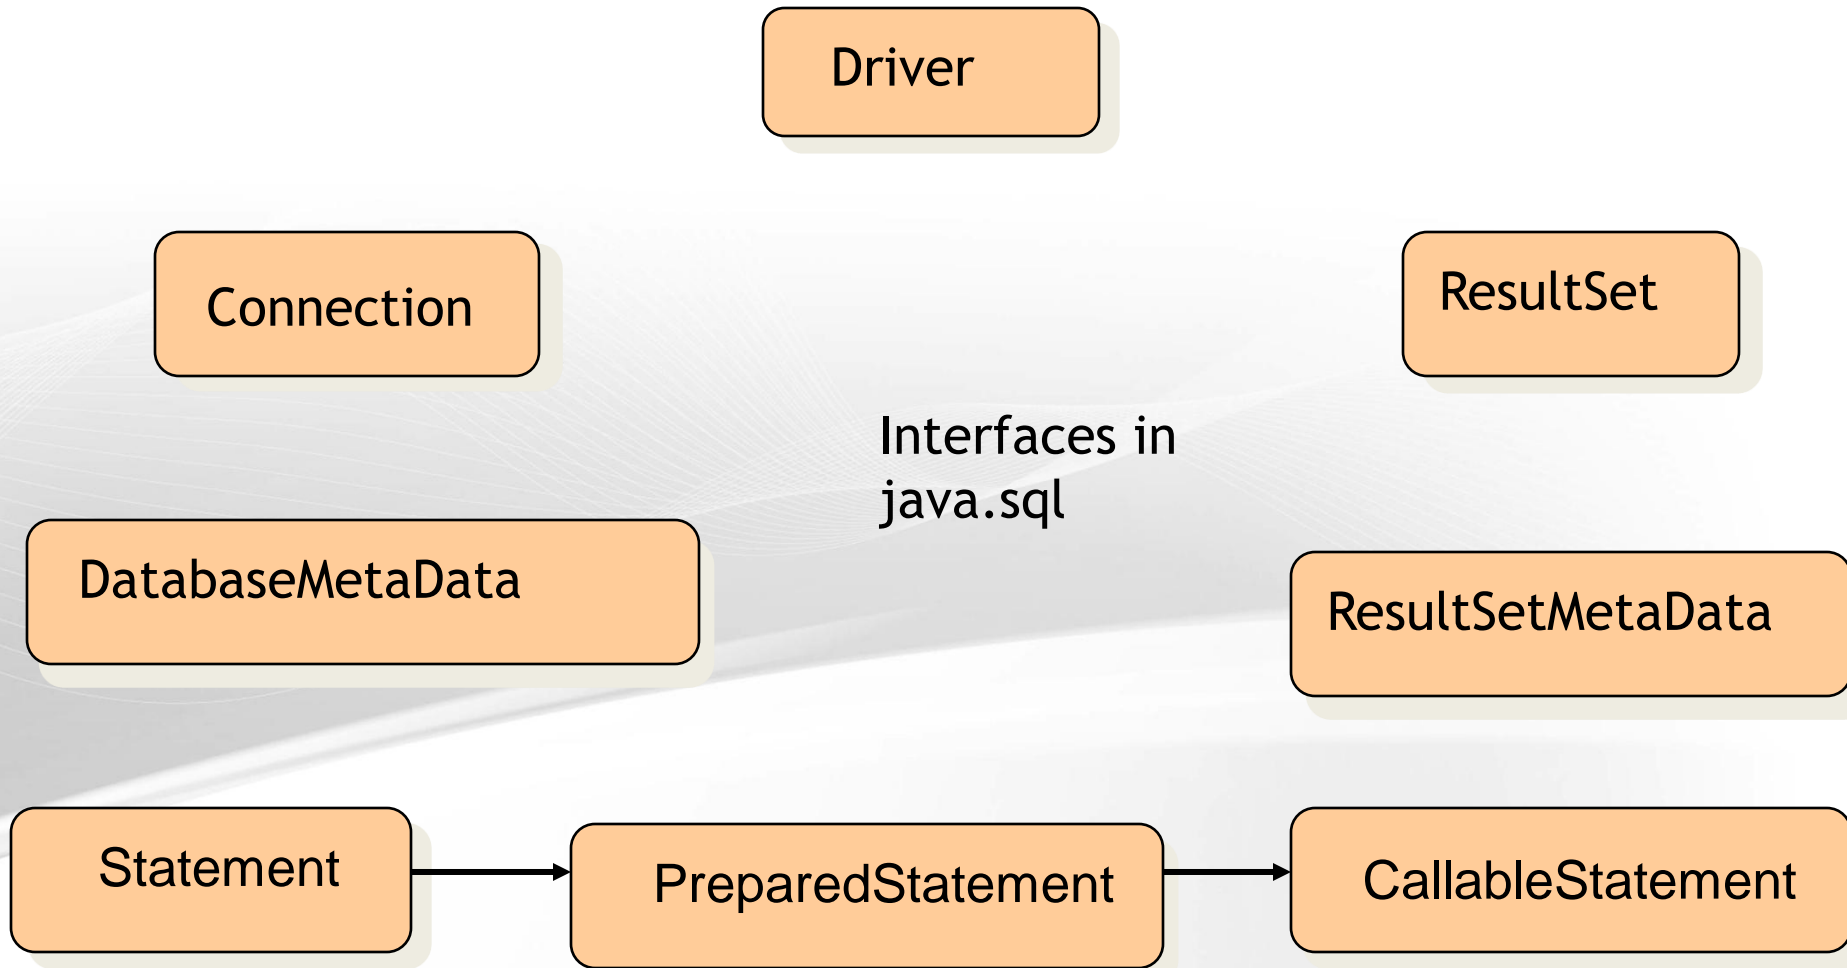 Driver
Connection
ResultSet
Interfaces in
java.sql
DatabaseMetaData
ResultSetMetaData
Statement
PreparedStatement
CallableStatement